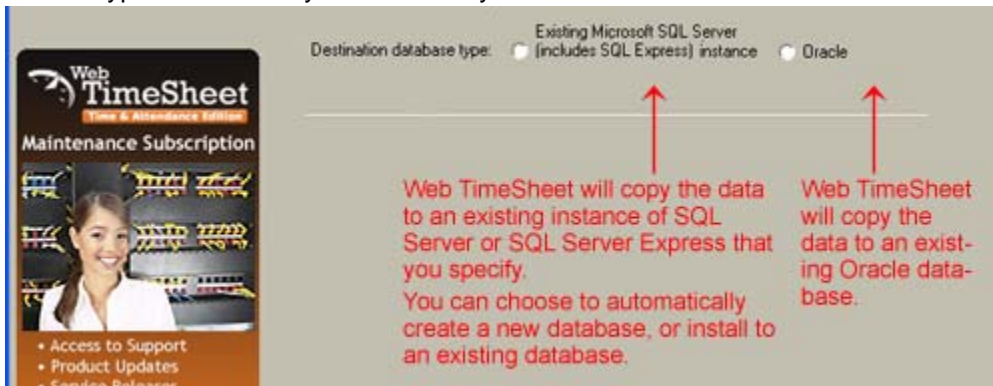 Existing Microsoft SQL Server
Destination database type: (includes SQL Express) instance Oracle
Web
TimeSheet
Time & Attendance Edition
Maintenance Subscription
Web TimeSheet will copy the data
to an existing instance of SQL
Server or SQL Server Express that
you specify.
You can choose to automatically
create a new database, or install to
an existing database.
Web TimeSheet
will copy the
data to an exist-
ing Oracle data-
base.
• Access to Support
• Product Updates